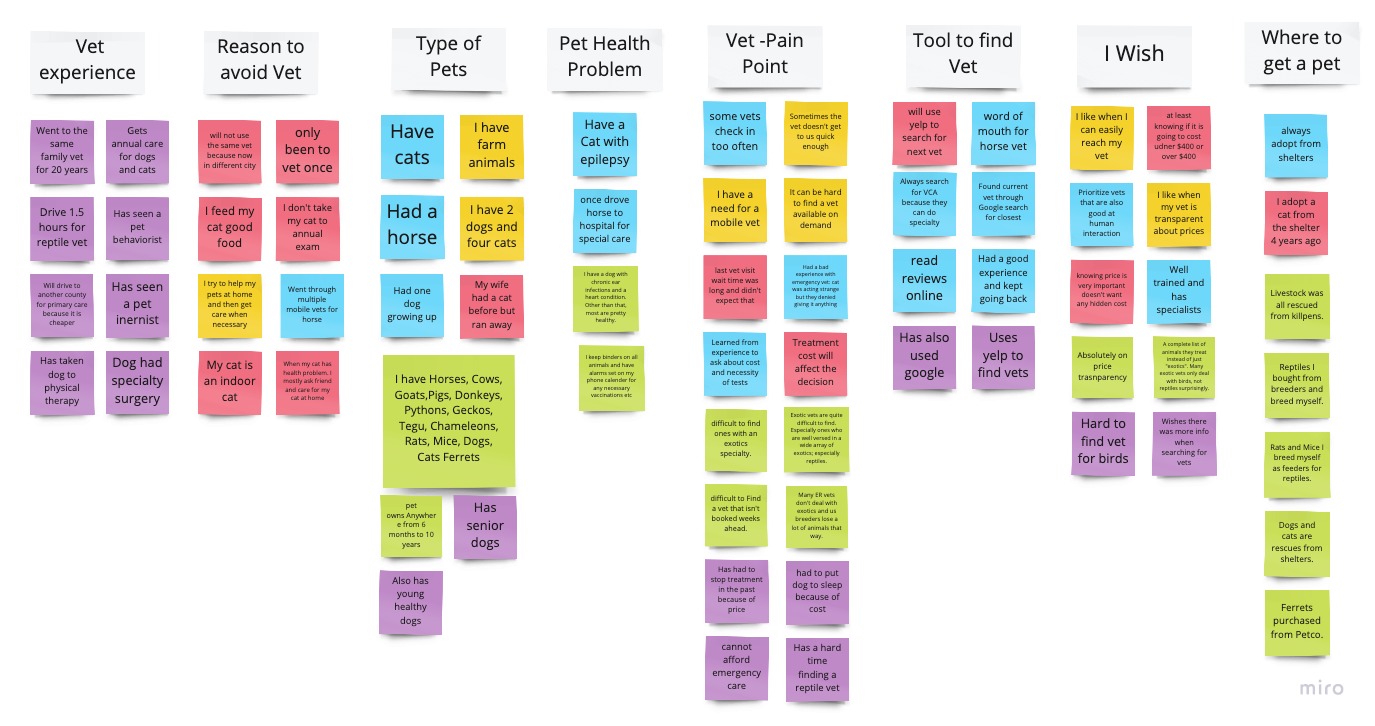 Vet
experience
Went to the
same
family vet
for 20 years
Gets
annual care
for dogs
and cats
Drive 1.5
hours for
reptile vet
Has seen a
pet
behaviorist
Will drive to
another county
for primary care
because it is
cheaper
Has seen
a pet
inernist
Has taken
dog to
physical
therapy
Dog had
specialty
surgery
Reason to
avoid Vet
will not use
the same vet
because now
in different city
only
been to
vet once
I feed my
cat good
food
I don't take
my cat to
annual
exam
I try to help my
pets at home
and then get
care when
necessary
Went through
multiple
mobile vets for
horse
My cat is
an indoor
cat
When my cat has
health problem. I
mostly ask friend
and care for my
cat at home
Type of
Pets
Have
cats
I have
farm
animals
Had a
horse
I have 2
dogs and
four cats
Had one
dog
growing up
My wife
had a cat
before but
ran away
I have Horses, Cows,
Goats,Pigs, Donkeys,
Pythons, Geckos,
Tegu, Chameleons,
Rats, Mice, Dogs,
Cats Ferrets
pet
owns Anywher
e from 6
months to 10
years
Has
senior
dogs
Also has
young
healthy
dogs
Pet Health
Problem
Have a
Cat with
epilepsy
once drove
horse to
hospital for
special care
I have a dog with
chronic ear
infections and a
heart condition.
Other than that,
most are pretty
healthy.
I keep binders on all
animals and have
alarms set on my
phone calender for
any necessary
vaccinations etc
Vet -Pain
Point
some vets
check in
too often
Sometimes the
vet doesn't get
to us quick
enough
I have a
need for a
mobile vet
It can be hard
to find a vet
available on
demand
last vet visit
wait time was
long and didn't
expect that
Had a bad
experience with
emergency vet: cat
was acting strange
but they denied
giving it anything
Learned from
experience to
ask about cost
and necessity
of tests
Treatment
cost will
affect the
decision
difficult to find
ones with an
exotics
specialty.
Exotic vets are quite
difficult to find.
Especially ones who
are well versed in a
wide array of
exotics; especially
reptiles.
difficult to Find
a vet that isn't
booked weeks
ahead.
Many ER vets
don't deal with
exotics and us
breeders lose a
lot of animals that
way.
Has had to
stop treatment
in the past
because of
price
had to put
dog to sleep
because of
cost
cannot
afford
emergency
care
Has a hard
time
finding a
reptile vet
Tool to find
Vet
will use
yelp to
search for
next vet
word of
mouth for
horse vet
Always search
for VCA
because they
can do
specialty
Found current
vet through
Google search
for closest
read
reviews
online
Had a good
experience
and kept
going back
Has also
used
google
Uses
yelp to
find vets
I Wish
I like when I
can easily
reach my
vet
at least
knowing if it is
going to cost
udner $400 or
over $400
Prioritize vets
that are also
good at
human
interaction
I like when
my vet is
transparent
about prices
knowing price is
very important
doesn't want
any hidden cost
Well
trained and
has
specialists
Absolutely on
price
trasnparency
A complete list of
animals they treat
instead of just
"exotics". Many
exotic vets only deal
with birds, not
reptiles surprisingly.
Hard to
find vet
for birds
Wishes there
was more info
when
searching for
vets
Where to
get a pet
always
adopt from
shelters
I adopt a
cat from
the shelter
4 years ago
Livestock was
all rescued
from killpens.
Reptiles I
bought from
breeders and
breed myself.
Rats and Mice I
breed myself
as feeders for
reptiles.
Dogs and
cats are
rescues from
shelters.
Ferrets
purchased
from Petco.
miro